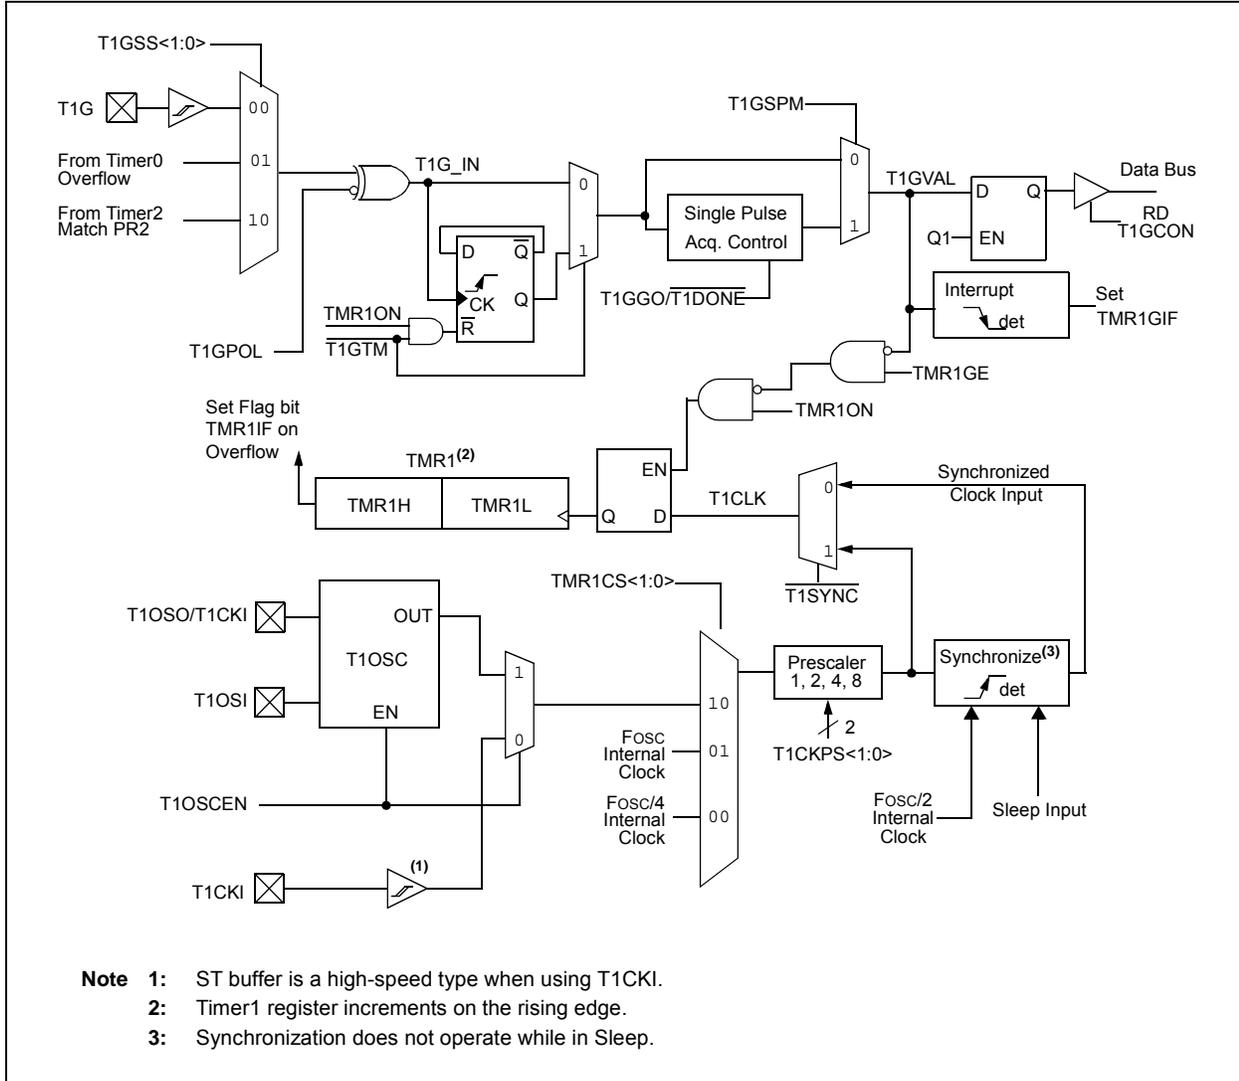 T1GSS<1:0>
T1G
00
From Timer0
Overflow
01
From Timer2
Match PR2
10
T1G_IN
0
1
D
Q
CK
Q
R
TMR1ON
T1GTM
T1GPOL
T1GSPM
0
1
Single Pulse
Acq. Control
T1GGO/T1DONE
T1GVAL
D
Q
Q1
EN
Data Bus
RD
T1GCON
Interrupt
det
Set
TMR1GIF
TMR1GE
TMR1ON
Set Flag bit
TMR1IF on
Overflow
TMR1(2)
TMR1H
TMR1L
EN
Q
D
T1CLK
0
1
T1SYNC
Synchronized
Clock Input
TMR1CS<1:0>
T1OSO/T1CKI
OUT
T1OSC
T1OSI
EN
1
0
T1OSCEN
(1)
T1CKI
10
FOSC
Internal
Clock
01
FOSC/4
Internal
Clock
00
Prescaler
1, 2, 4, 8
2
T1CKPS<1:0>
Synchronize(3)
det
FOSC/2
Internal
Clock
Sleep Input
Note 1: ST buffer is a high-speed type when using T1CKI.
2: Timer1 register increments on the rising edge.
3: Synchronization does not operate while in Sleep.